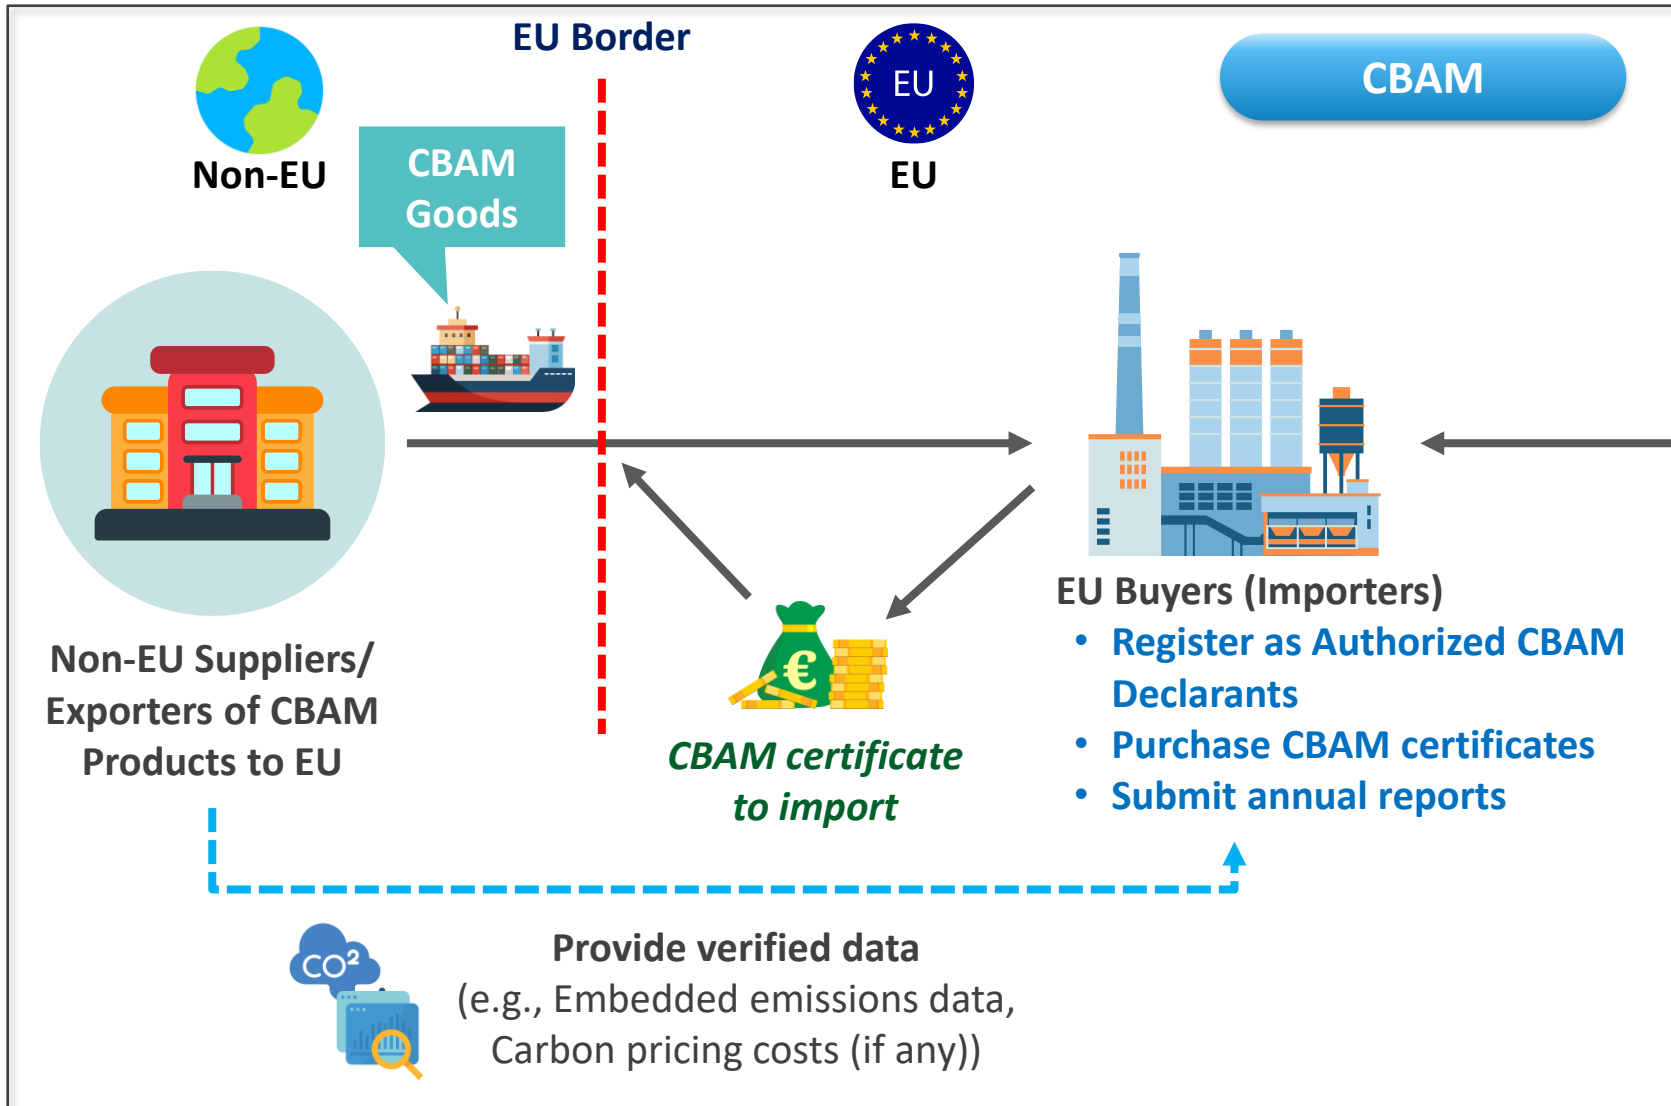 EU Border
EU
CBAM
Non-EU
EU
CBAM
Goods
Non-EU Suppliers/
Exporters of CBAM
Products to EU
€
CBAM certificate
to import
EU Buyers (Importers)
• Register as Authorized CBAM
Declarants
• Purchase CBAM certificates
• Submit annual reports
CO²
Provide verified data
(e.g., Embedded emissions data,
Carbon pricing costs (if any))